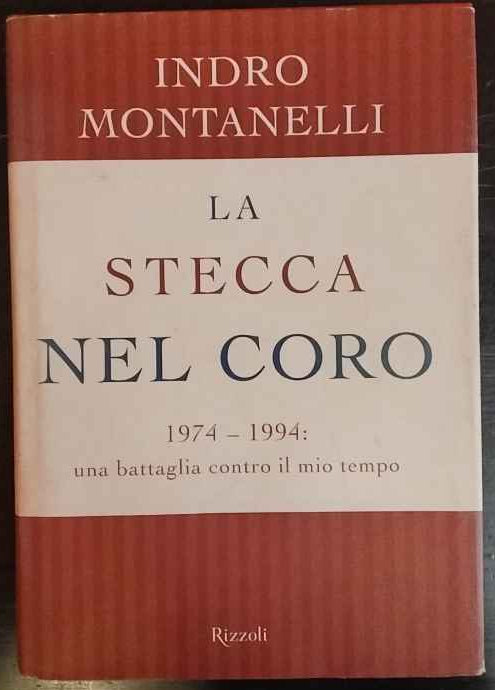 INDRO
MONTANELLI
LA
STECCA
NEL CORO
1974 – 1994:
una battaglia contro il mio tempo
Rizzoli